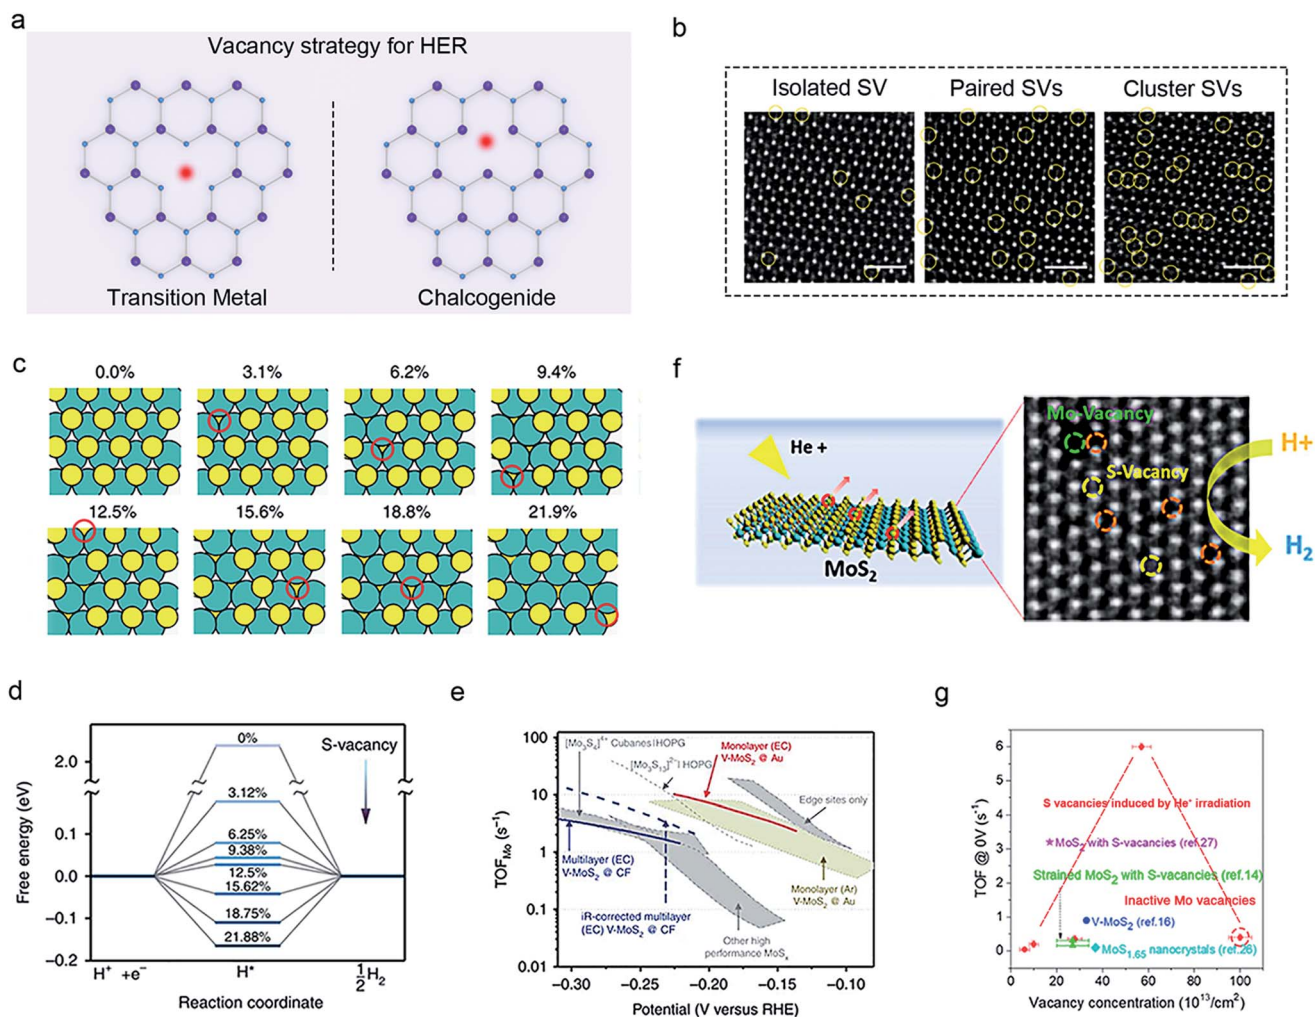 a
Vacancy strategy for HER
Transition Metal
Chalcogenide
b
Isolated SV
Paired SVs
Cluster SVs
c
0.0%
3.1%
6.2%
9.4%
12.5%
15.6%
18.8%
21.9%
f
He +
MoS2
Mo-Vacancy
S-Vacancy
H+
H2
d
Free energy (eV)
2.0
0.1
0.0
−0.1
−0.2
S-vacancy
0%
3.12%
6.25%
9.38%
12.5%
15.62%
18.75%
21.88%
H⁺ +e⁻
H*
½H₂
Reaction coordinate
e
TOF_Mo (s⁻¹)
100
10
1
0.1
0.01
[Mo₃S₄]⁴⁺ Cubanes|HOPG
[Mo₃S₁₃]²⁻| HOPG
Monolayer (EC)
V-MoS₂ @ Au
Edge sites only
Multilayer (EC)
V-MoS₂ @ CF
iR-corrected multilayer
(EC) V-MoS₂ @ CF
Monolayer (Ar)
V-MoS₂ @ Au
Other high
performance MoSₓ
−0.30
−0.25
−0.20
−0.15
−0.10
Potential (V versus RHE)
g
TOF @ 0V (s⁻¹)
6
5
4
3
2
1
0
S vacancies induced by He⁺ irradiation
MoS₂ with S-vacancies (ref.27)
Strained MoS₂ with S-vacancies (ref.14)
Inactive Mo vacancies
V-MoS₂ (ref.16)
MoS₁.₆₅ nanocrystals (ref.26)
0
20
40
60
80
100
Vacancy concentration (10¹³/cm²)